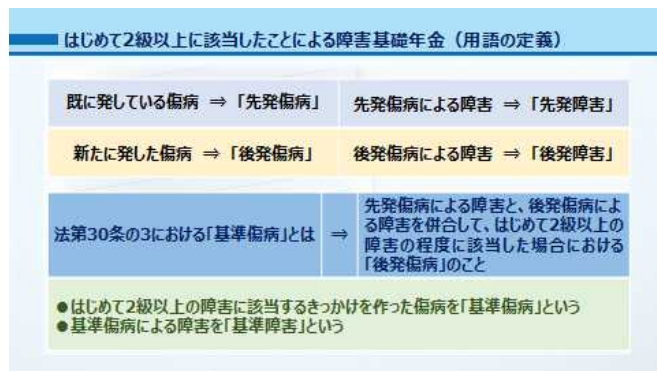 はじめて2級以上に該当したことによる障害基礎年金（用語の定義）
既に発している傷病 ⇒「先発傷病」
先発傷病による障害 ⇒「先発障害」
新たに発した傷病 ⇒「後発傷病」
後発傷病による障害 ⇒「後発障害」
法第30条の3における「基準傷病」とは
⇒
先発傷病による障害と、後発傷病によ
る障害を併合して、はじめて2級以上の
障害の程度に該当した場合における
「後発傷病」のこと
●はじめて2級以上の障害に該当するきっかけを作った傷病を「基準傷病」という
●基準傷病による障害を「基準障害」という